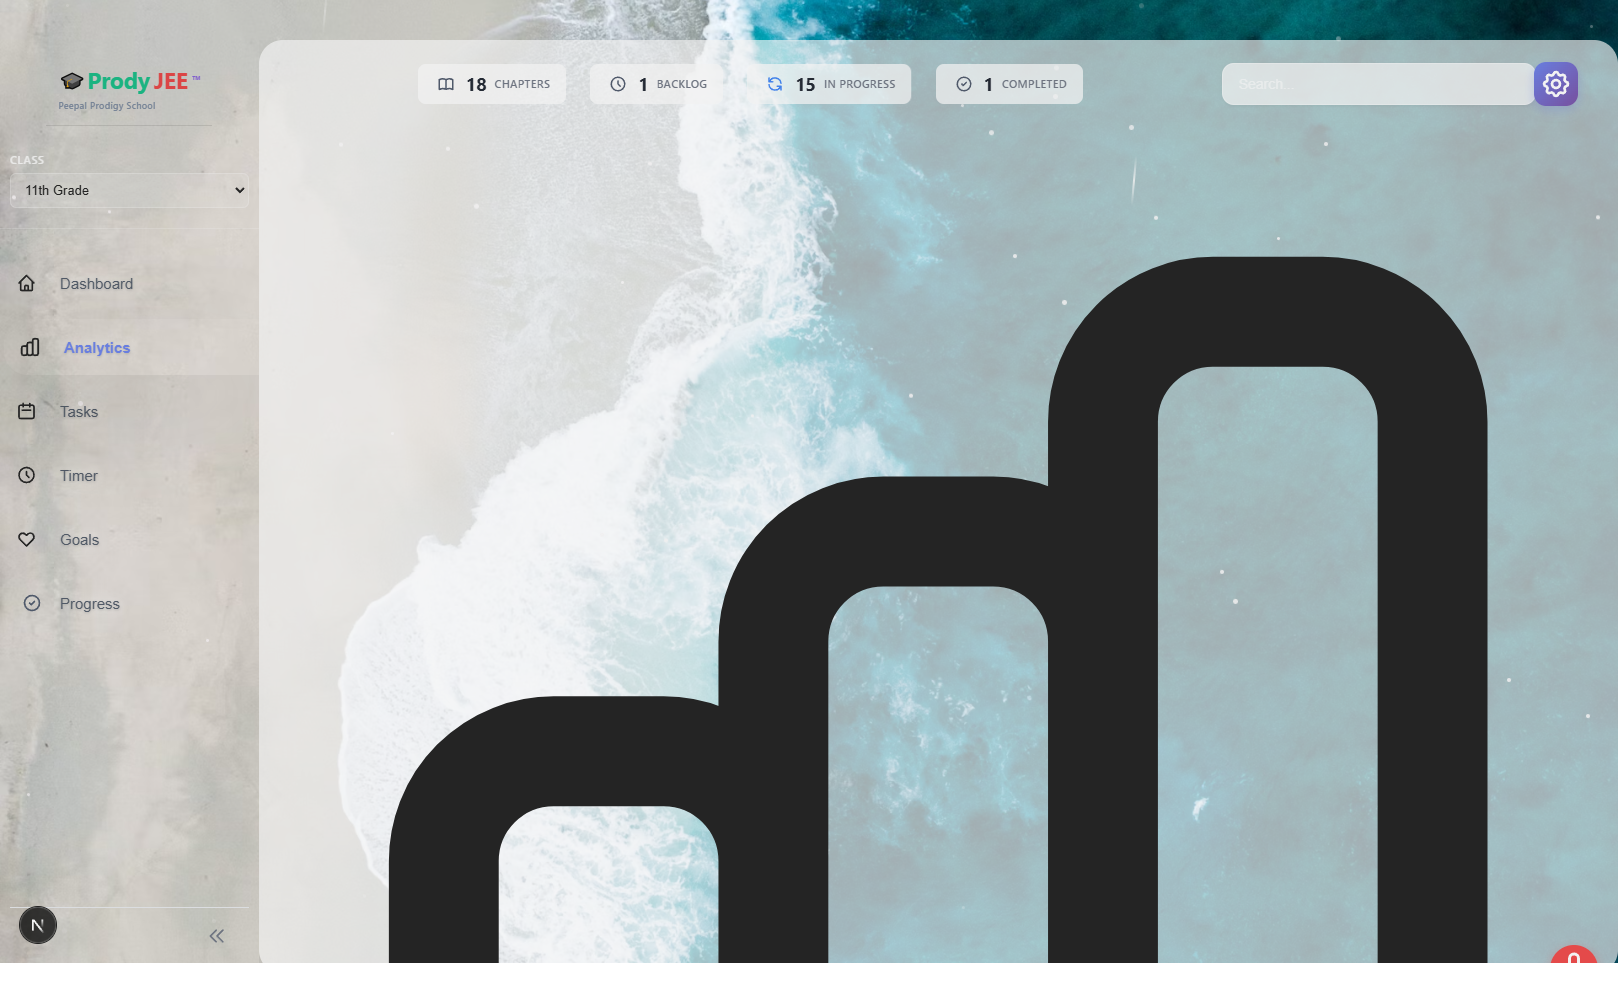 Prody JEE ™
Peepal Prodigy School
18 CHAPTERS
1 BACKLOG
15 IN PROGRESS
1 COMPLETED
Search...
CLASS
11th Grade
Dashboard
Analytics
Tasks
Timer
Goals
Progress
N